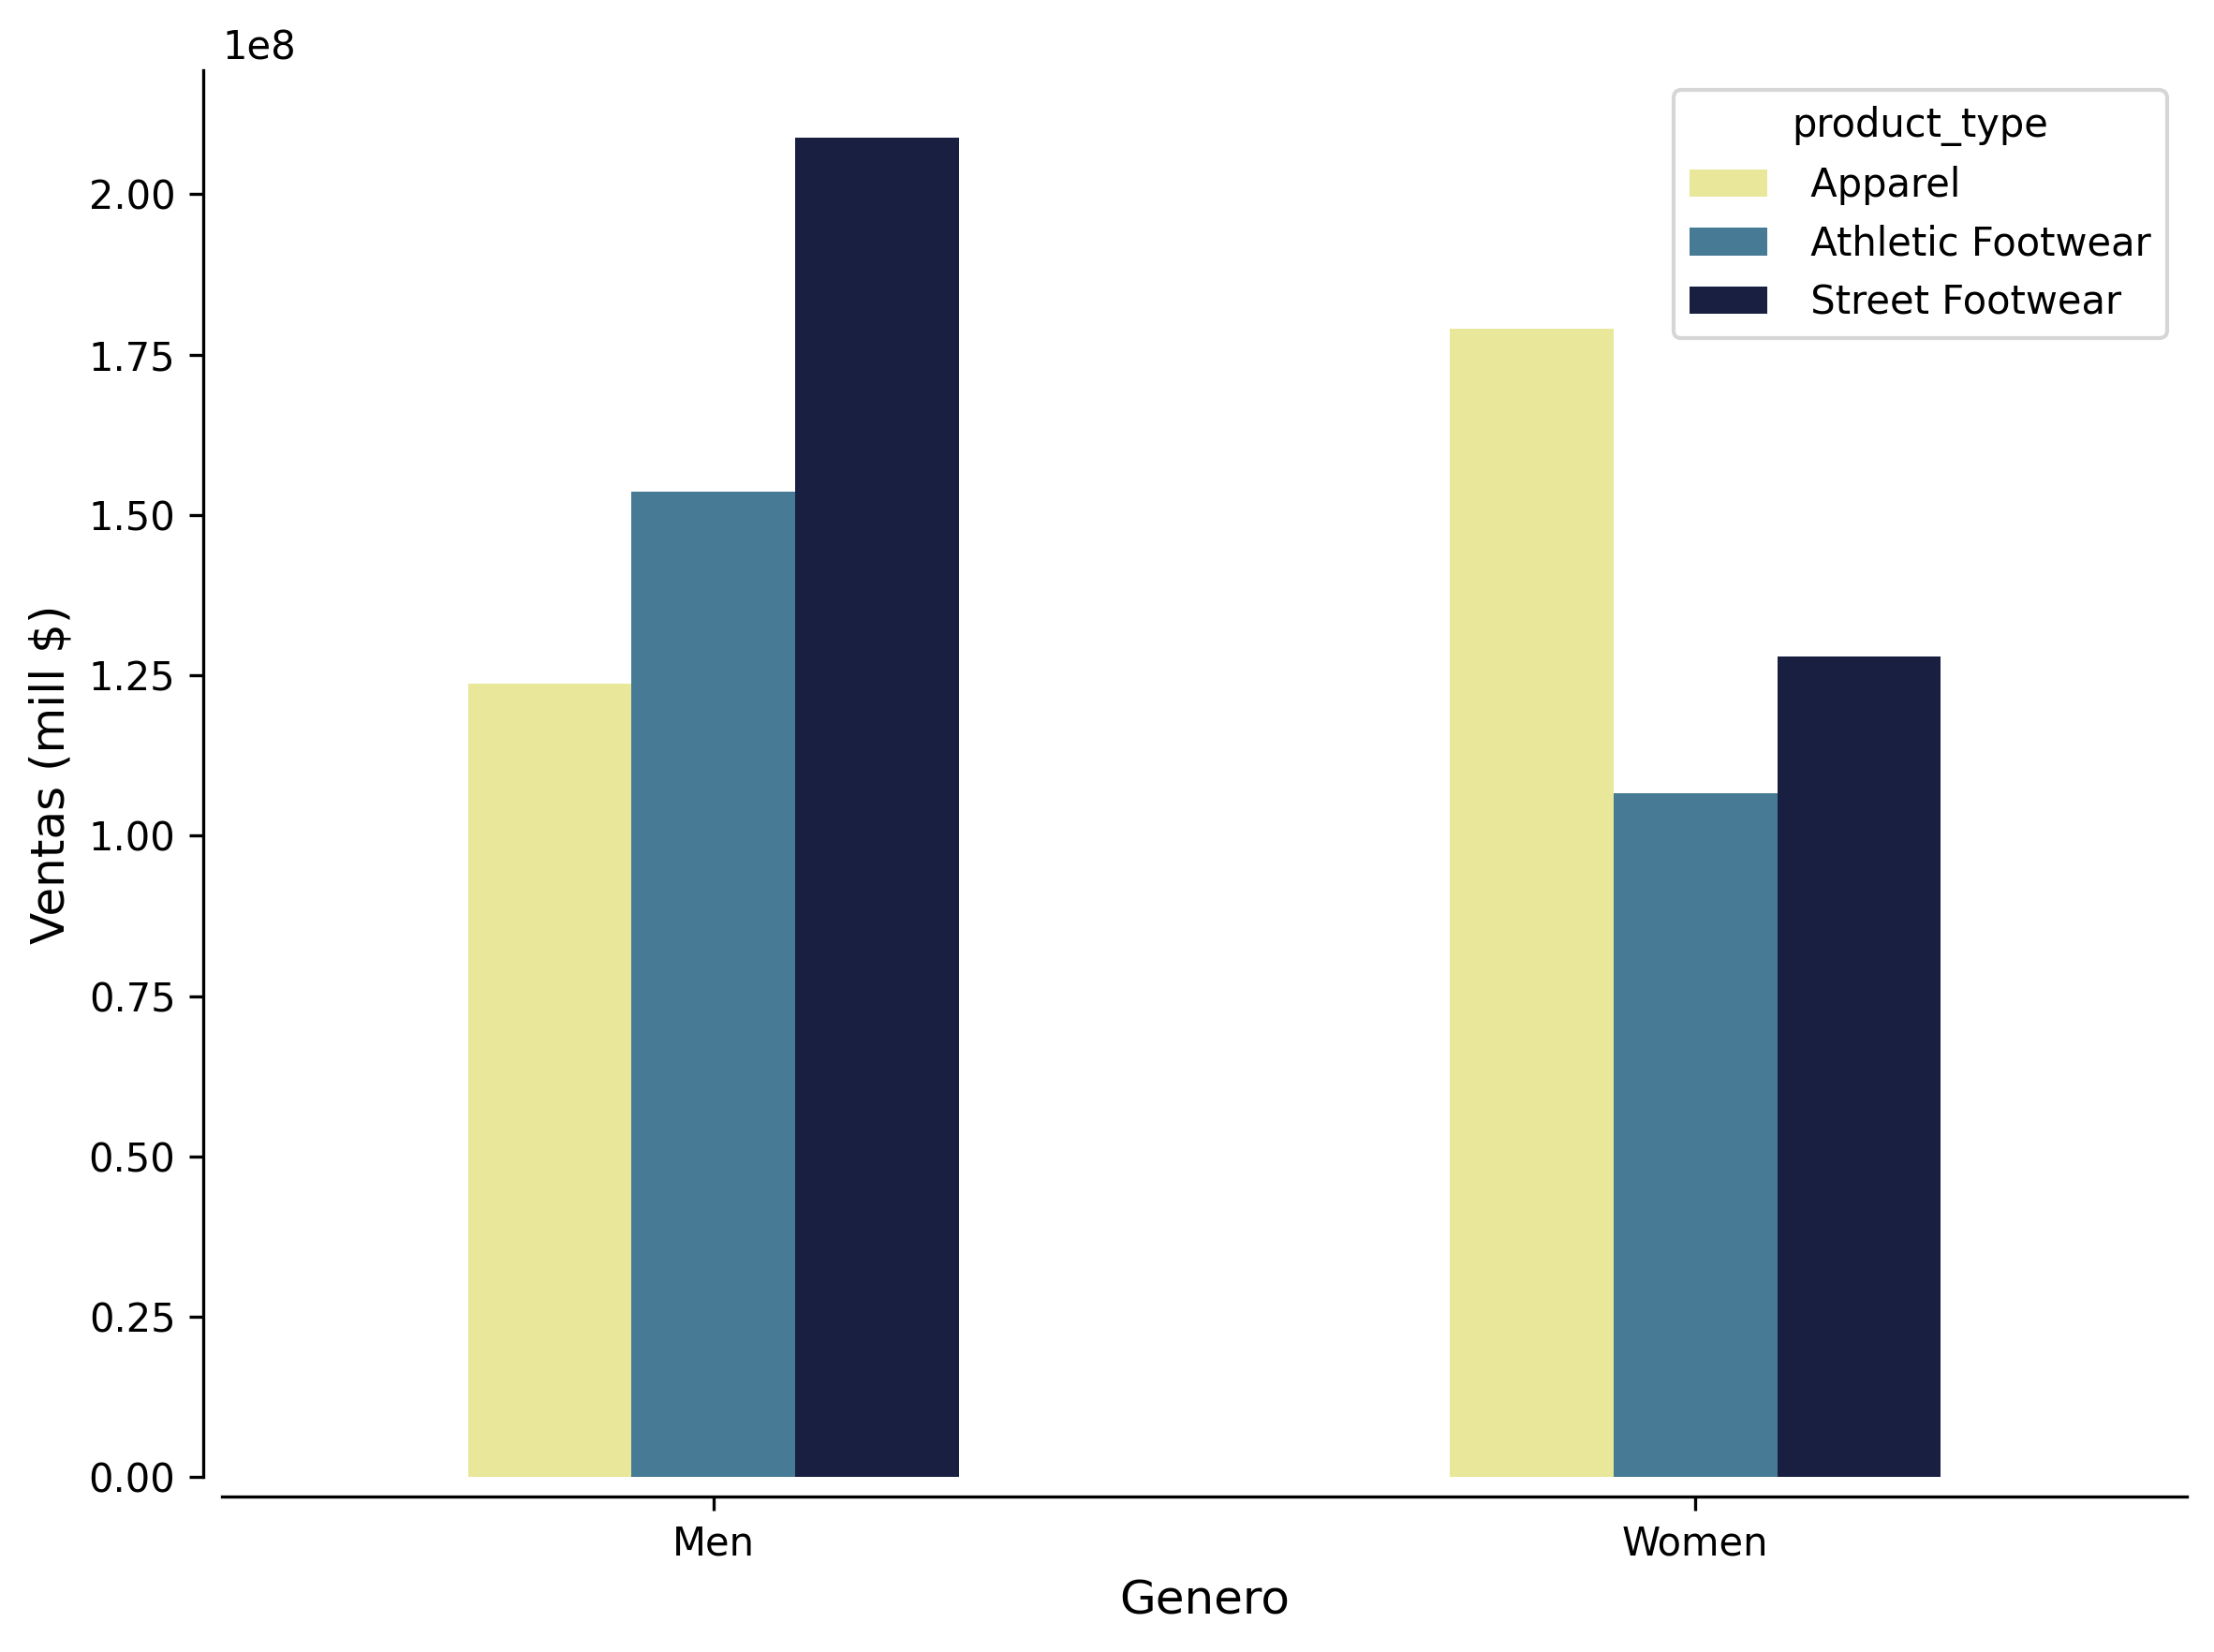 1e8
product_type
Apparel
Athletic Footwear
Street Footwear
2.00
1.75
1.50
1.25
1.00
0.75
0.50
0.25
0.00
Ventas (mill $)
Men
Women
Genero